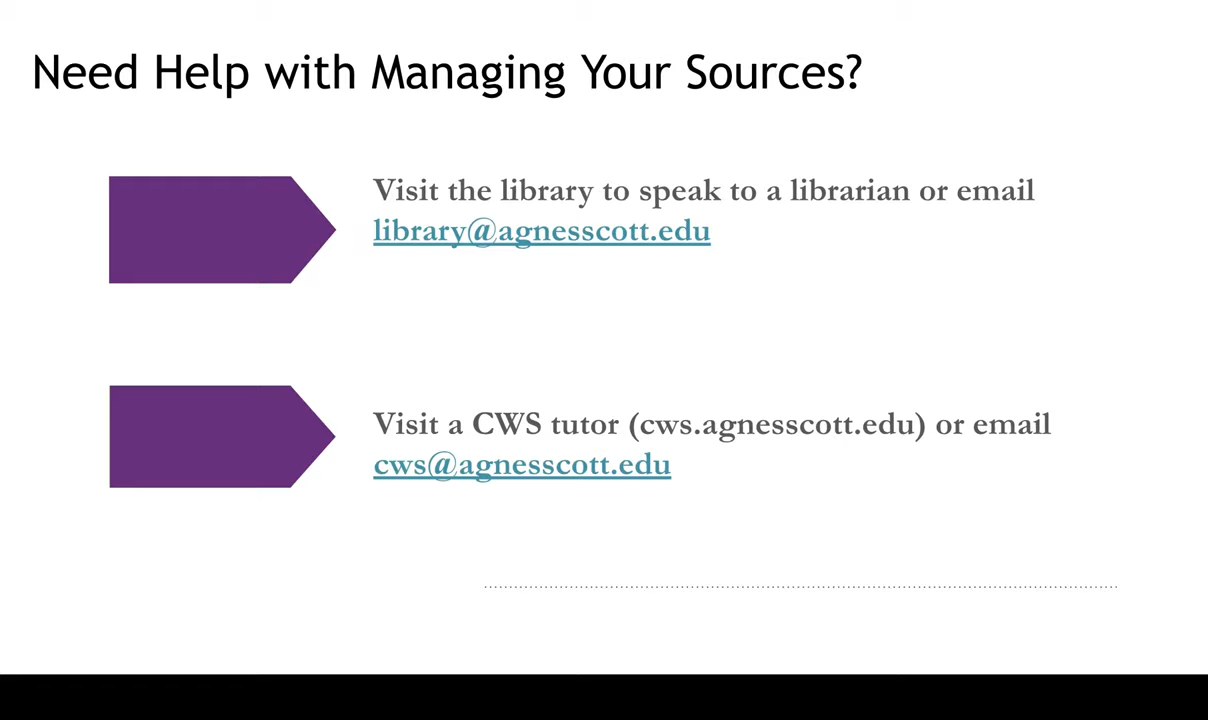 Need Help with Managing Your Sources?
Visit the library to speak to a librarian or email
library@agnesscott.edu
Visit a CWS tutor (cws.agnesscott.edu) or email
cws@agnesscott.edu